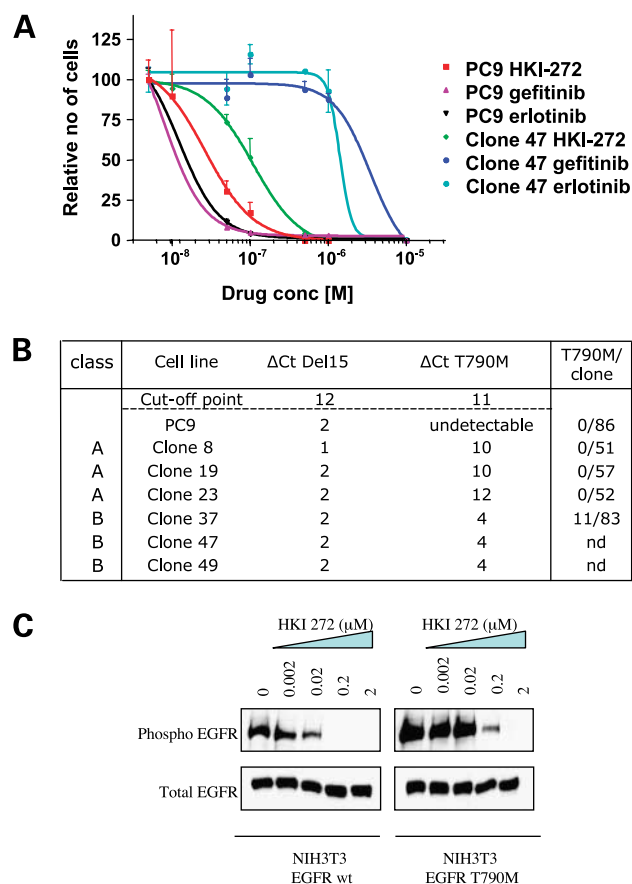 A
Relative no of cells
125
100
75
50
25
0
10-8
10-7
10-6
10-5
Drug conc [M]
PC9 HKI-272
PC9 gefitinib
PC9 erlotinib
Clone 47 HKI-272
Clone 47 gefitinib
Clone 47 erlotinib
B
class Cell line ΔCt Del15 ΔCt T790M T790M/
clone
Cut-off point 12 11
PC9 2 undetectable 0/86
A Clone 8 1 10 0/51
A Clone 19 2 10 0/57
A Clone 23 2 12 0/52
B Clone 37 2 4 11/83
B Clone 47 2 4 nd
B Clone 49 2 4 nd
C
HKI 272 (μM) HKI 272 (μM)
0 0.002 0.02 0.2 2 0 0.002 0.02 0.2 2
Phospho EGFR
Total EGFR
NIH3T3 NIH3T3
EGFR wt EGFR T790M